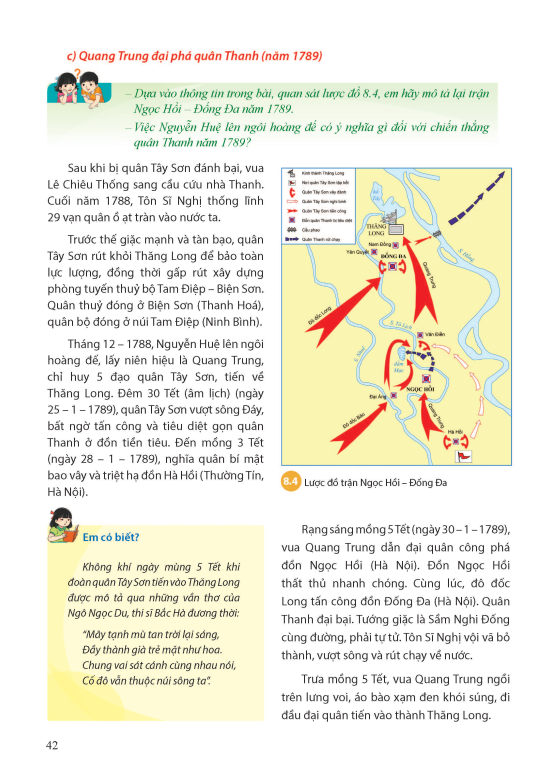 c) Quang Trung đại phá quân Thanh (năm 1789)
– Dựa vào thông tin trong bài, quan sát lược đồ 8.4, em hãy mô tả lại trận
Ngọc Hồi – Đống Đa năm 1789.
– Việc Nguyễn Huệ lên ngôi hoàng đế có ý nghĩa gì đối với chiến thắng
quân Thanh năm 1789?
Sau khi bị quân Tây Sơn đánh bại, vua
Lê Chiêu Thống sang cầu cứu nhà Thanh.
Cuối năm 1788, Tôn Sĩ Nghị thống lĩnh
29 vạn quân ồ ạt tràn vào nước ta.
Trước thế giặc mạnh và tàn bạo, quân
Tây Sơn rút khỏi Thăng Long để bảo toàn
lực lượng, đồng thời gấp rút xây dựng
phòng tuyến thuỷ bộ Tam Điệp – Biện Sơn.
Quân thuỷ đóng ở Biện Sơn (Thanh Hoá),
quân bộ đóng ở núi Tam Điệp (Ninh Bình).
Tháng 12 – 1788, Nguyễn Huệ lên ngôi
hoàng đế, lấy niên hiệu là Quang Trung,
chỉ huy 5 đạo quân Tây Sơn, tiến về
Thăng Long. Đêm 30 Tết (âm lịch) (ngày
25 – 1 – 1789), quân Tây Sơn vượt sông Đáy,
bất ngờ tấn công và tiêu diệt gọn quân
Thanh ở đồn tiền tiêu. Đến mồng 3 Tết
(ngày 28 – 1 – 1789), nghĩa quân bí mật
bao vây và triệt hạ đồn Hà Hồi (Thường Tín,
Hà Nội).
Kinh thành Thăng Long
Nơi quân Tây Sơn tập kết
Quân Tây Sơn vây đánh
Quân Tây Sơn nghi binh
Quân Tây Sơn tiến công
Đồn quân Thanh bị tiêu diệt
Cầu phao
Quân Thanh rút chạy
THĂNG
LONG
Nam Đồng
Yên Quyết
ĐỐNG ĐA
S. Hồng
Quang Trung
Đô đốc Long
S. Tô Lịch
S. Nhuệ
Văn Điển
Đầm
Mực
NGỌC HỒI
Đại Áng
Đô đốc Bảo
Quang Trung
Hà Hồi
8.4 Lược đồ trận Ngọc Hồi – Đống Đa
Em có biết?
Không khí ngày mùng 5 Tết khi
đoàn quân Tây Sơn tiến vào Thăng Long
được mô tả qua những vần thơ của
Ngô Ngọc Du, thi sĩ Bắc Hà đương thời:
“Mây tạnh mù tan trời lại sáng,
Đầy thành già trẻ mặt như hoa.
Chung vai sát cánh cùng nhau nói,
Cố đô vẫn thuộc núi sông ta”.
Rạng sáng mồng 5 Tết (ngày 30 – 1 – 1789),
vua Quang Trung dẫn đại quân công phá
đồn Ngọc Hồi (Hà Nội). Đồn Ngọc Hồi
thất thủ nhanh chóng. Cùng lúc, đô đốc
Long tấn công đồn Đống Đa (Hà Nội). Quân
Thanh đại bại. Tướng giặc là Sầm Nghi Đống
cùng đường, phải tự tử. Tôn Sĩ Nghị vội vã bỏ
thành, vượt sông và rút chạy về nước.
Trưa mồng 5 Tết, vua Quang Trung ngồi
trên lưng voi, áo bào xạm đen khói súng, đi
đầu đại quân tiến vào thành Thăng Long.
42